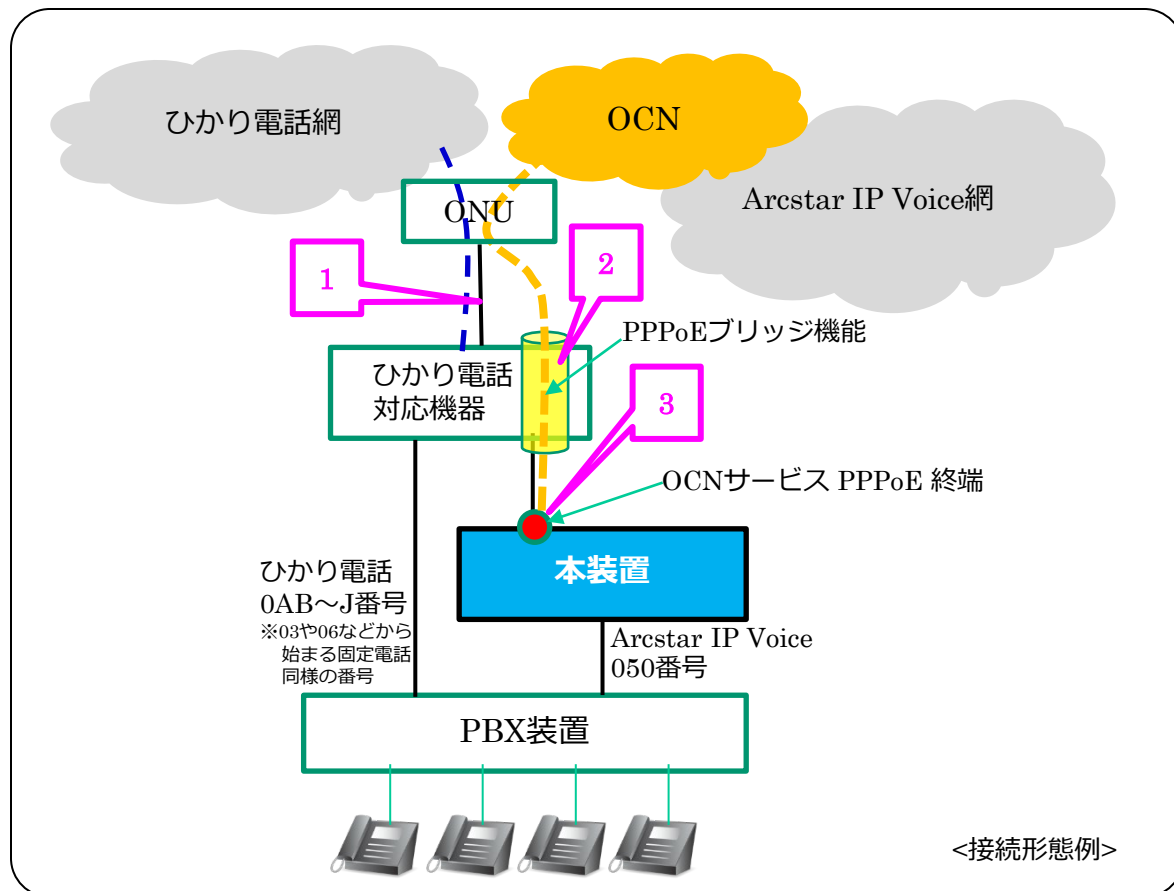 ひかり電話網
OCN
Arcstar IP Voice網
ONU
1
2
PPPoEブリッジ機能
ひかり電話
対応機器
3
OCNサービス PPPoE 終端
本装置
ひかり電話
0AB～J番号
※03や06などから
始まる固定電話
同様の番号
Arcstar IP Voice
050番号
PBX装置
<接続形態例>